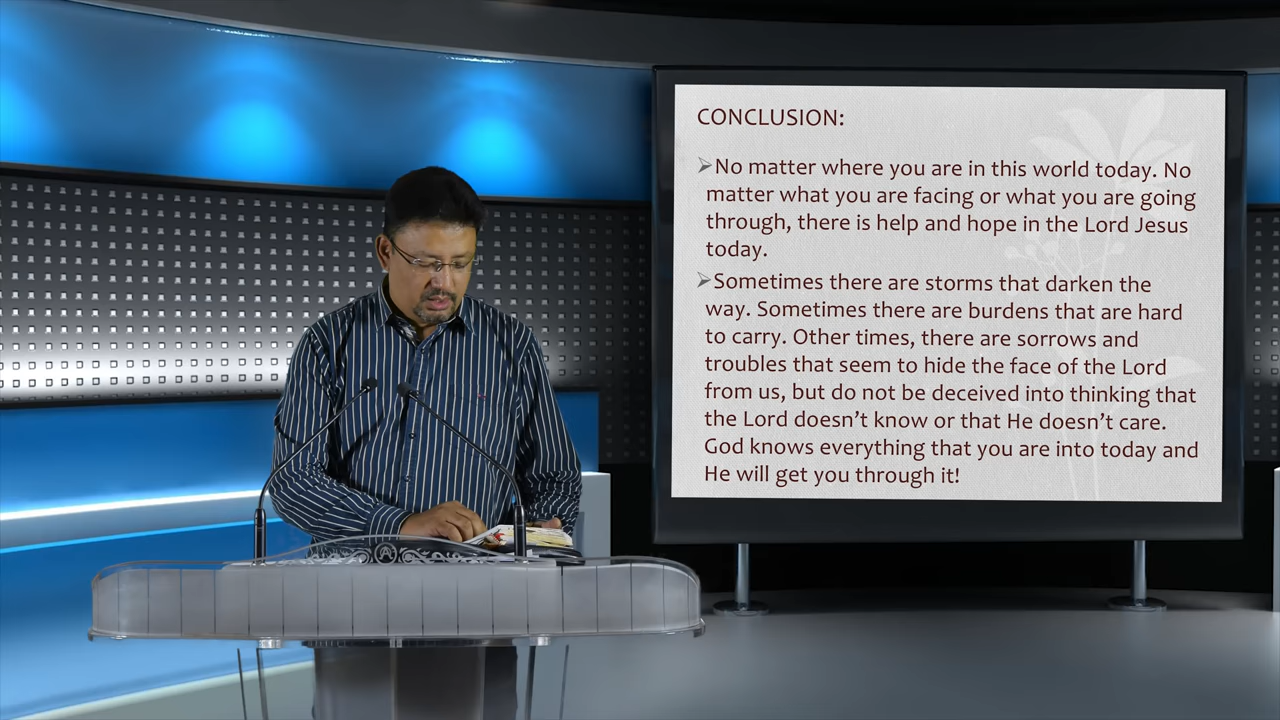 CONCLUSION:
➢No matter where you are in this world today. No
matter what you are facing or what you are going
through, there is help and hope in the Lord Jesus
today.
➢Sometimes there are storms that darken the
way. Sometimes there are burdens that are hard
to carry. Other times, there are sorrows and
troubles that seem to hide the face of the Lord
from us, but do not be deceived into thinking that
the Lord doesn’t know or that He doesn’t care.
God knows everything that you are into today and
He will get you through it!